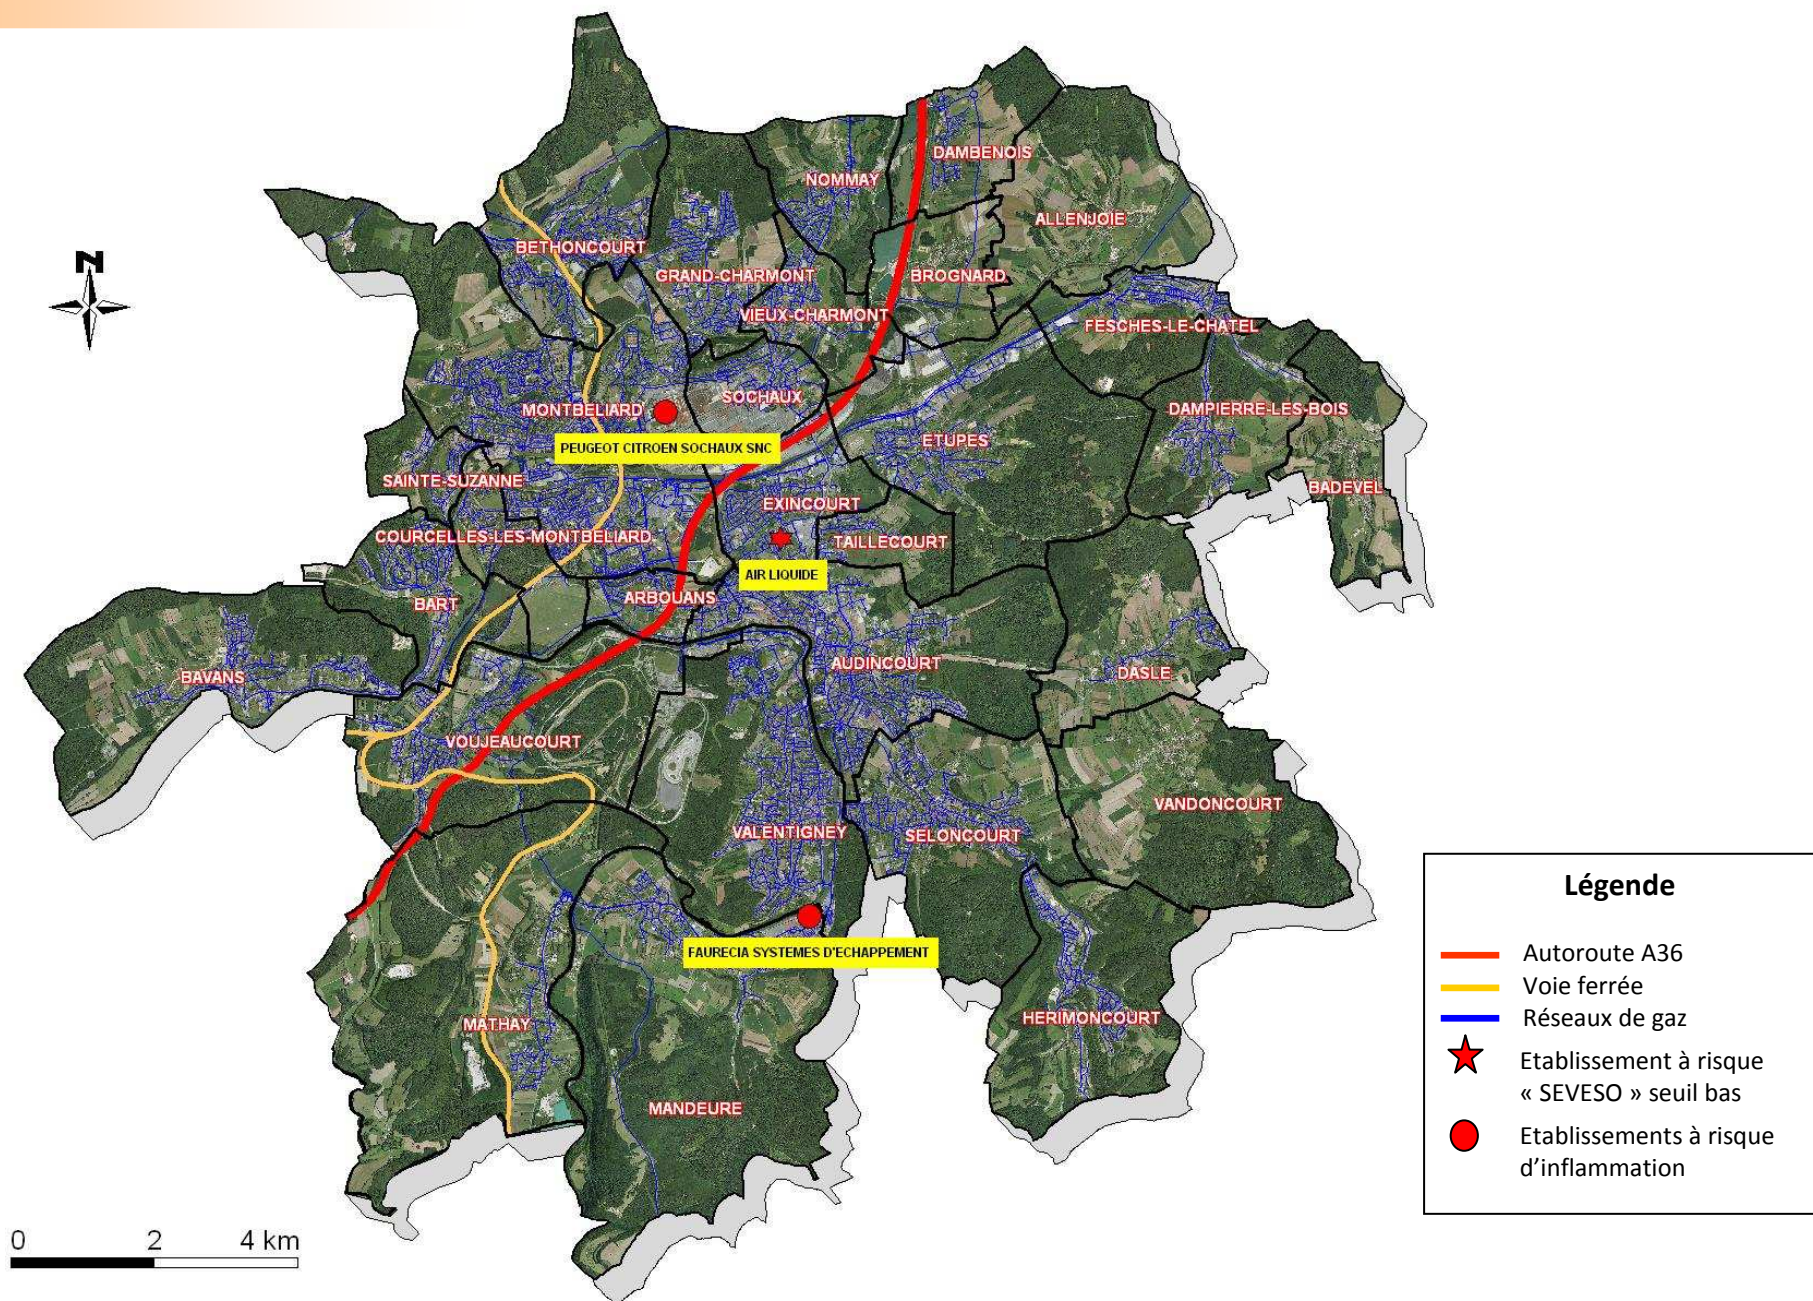 N
DAMBENOIS
NOMMAY
ALLENJOIE
BETHONCOURT
GRAND-CHARMONT
BROGNARD
VIEUX-CHARMONT
FESCHES-LE-CHATEL
SOCHAUX
MONTBELIARD
DAMPIERRE-LES-BOIS
PEUGEOT CITROEN SOCHAUX SNC
ETUPES
SAINTE-SUZANNE
BADEVEL
EXINCOURT
COURCELLES-LES-MONTBELIARD
TAILLECOURT
AIR LIQUIDE
BART
ARBOUANS
BAVANS
AUDINCOURT
DASLE
VOUJEAUCOURT
VANDONCOURT
VALENTIGNEY
SELONCOURT
FAURECIA SYSTEMES D'ECHAPPEMENT
MATHAY
HERIMONCOURT
MANDEURE
0 2 4 km
Légende
Autoroute A36
Voie ferrée
Réseaux de gaz
Etablissement à risque
« SEVESO » seuil bas
Etablissements à risque
d’inflammation